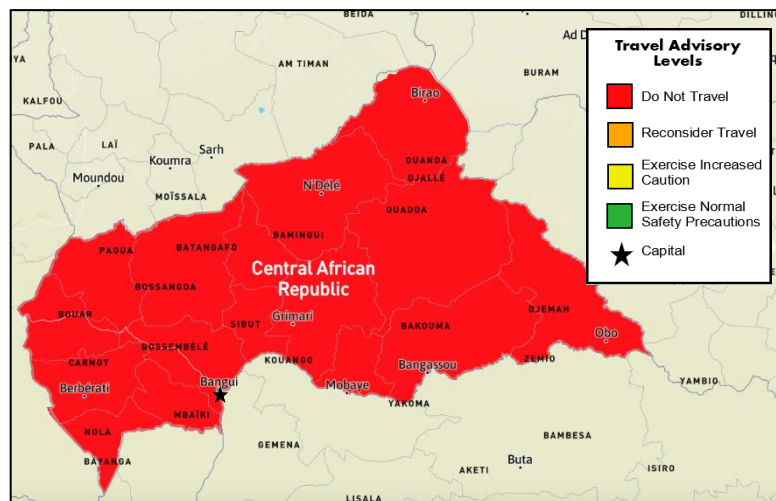 BEIDA
DILLIN
Ad D
YA
AM TIMAN
BURAM
KALFOU
Birao
PALA
LAÏ
Sarh
Koumra
Moundou
MOÏSSALA
OUANDA
DJALLÉ
N'Délé
OUADDA
BAMINGUI
PAOUA
BATANGAFO
Central African
Republic
BOSSANGOA
BOUAR
SIBUT
Grimari
BAKOUMA
DJEMAH
Obo
BOSSEMBÉLÉ
KOUANGO
CARNOT
Bangassou
ZEMIO
Berbérati
Bangui
Mobaye
YAKOMA
YAMBIO
MBAÏKI
NOLA
GEMENA
BAMBESA
BAYANGA
AKETI
Buta
ISIRO
LISALA
Travel Advisory
Levels
Do Not Travel
Reconsider Travel
Exercise Increased
Caution
Exercise Normal
Safety Precautions
Capital